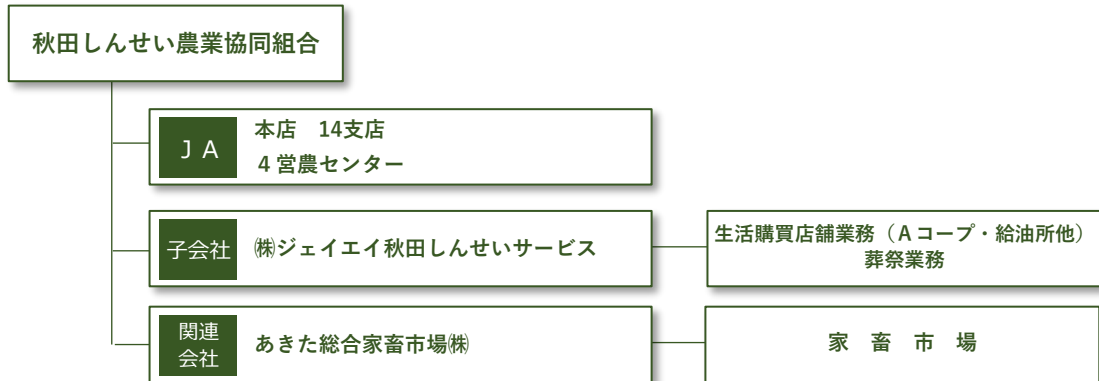 秋田しんせい農業協同組合
ＪＡ
本店　14支店
４営農センター
子会社
㈱ジェイエイ秋田しんせいサービス
生活購買店舗業務（Ａコープ・給油所他）
葬祭業務
関連
会社
あきた総合家畜市場㈱
家　畜　市　場